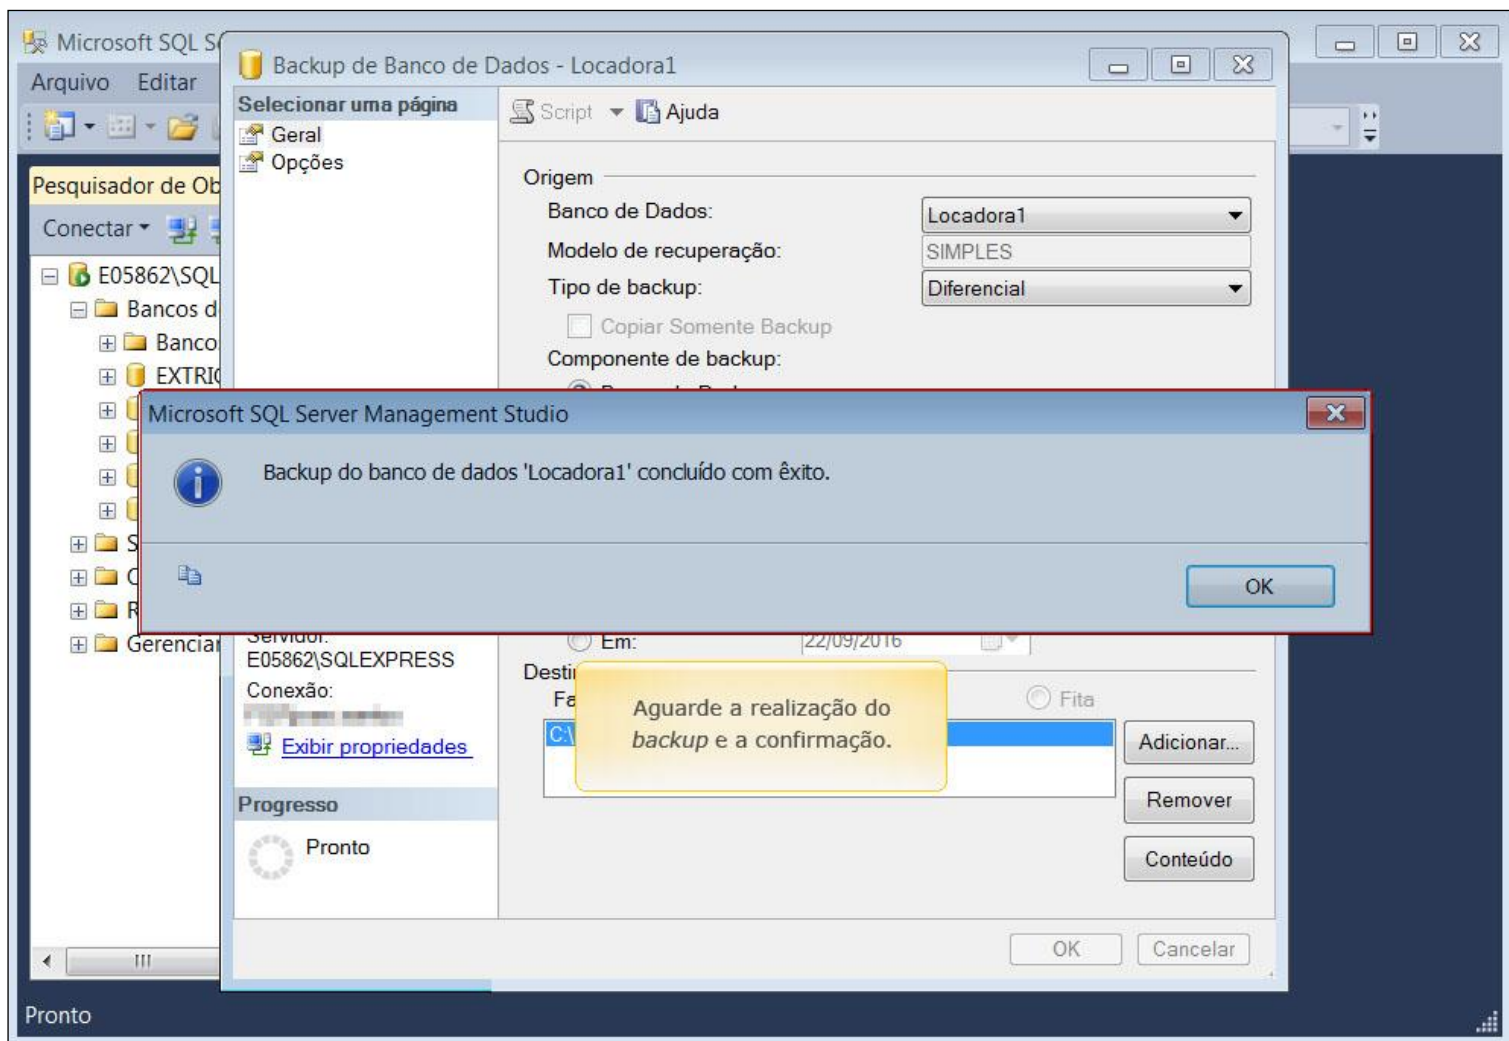 Microsoft SQL S
Arquivo Editar
Pesquisador de Ob
Conectar
E05862\SQL
Bancos d
Banco
EXTRI
S
C
R
Gerenciar
Pronto
Backup de Banco de Dados - Locadora1
Selecionar uma página
Geral
Opções
Script Ajuda
Origem
Banco de Dados: Locadora1
Modelo de recuperação: SIMPLES
Tipo de backup: Diferencial
Copiar Somente Backup
Componente de backup:
Microsoft SQL Server Management Studio
Backup do banco de dados 'Locadora1' concluído com êxito.
OK
Servidor:
E05862\SQLEXPRESS
Conexão:
Exibir propriedades
Progresso
Pronto
Em: 22/09/2016
Desti
Fa Fita
C:\
Aguarde a realização do
backup e a confirmação.
Adicionar...
Remover
Conteúdo
OK Cancelar